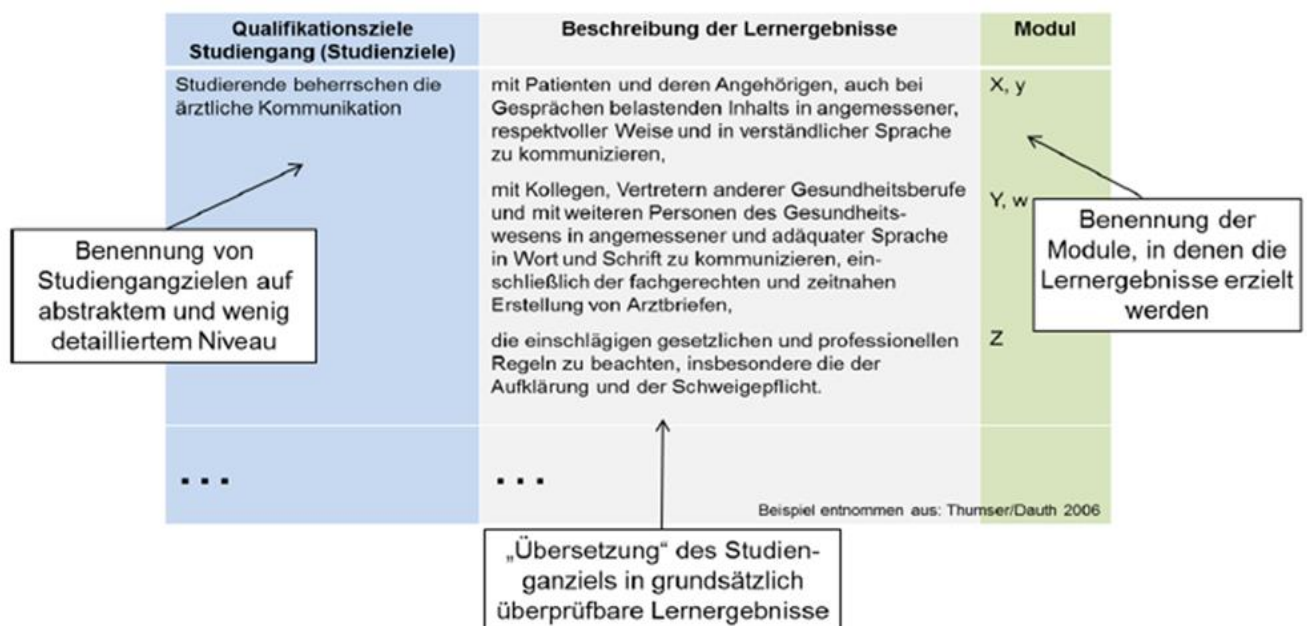 Qualifikationsziele
Studiengang (Studienziele)
Beschreibung der Lernergebnisse
Modul
Studierende beherrschen die
ärztliche Kommunikation
mit Patienten und deren Angehörigen, auch bei
Gesprächen belastenden Inhalts in angemessener,
respektvoller Weise und in verständlicher Sprache
zu kommunizieren,
X, y
mit Kollegen, Vertretern anderer Gesundheitsberufe
und mit weiteren Personen des Gesundheits-
wesens in angemessener und adäquater Sprache
in Wort und Schrift zu kommunizieren, ein-
schließlich der fachgerechten und zeitnahen
Erstellung von Arztbriefen,
Y, w
die einschlägigen gesetzlichen und professionellen
Regeln zu beachten, insbesondere die der
Aufklärung und der Schweigepflicht.
Z
Benennung von
Studiengangzielen auf
abstraktem und wenig
detailliertem Niveau
Benennung der
Module, in denen die
Lernergebnisse erzielt
werden
...
...
Beispiel entnommen aus: Thumser/Dauth 2006
„Übersetzung“ des Studien-
ganziels in grundsätzlich
überprüfbare Lernergebnisse